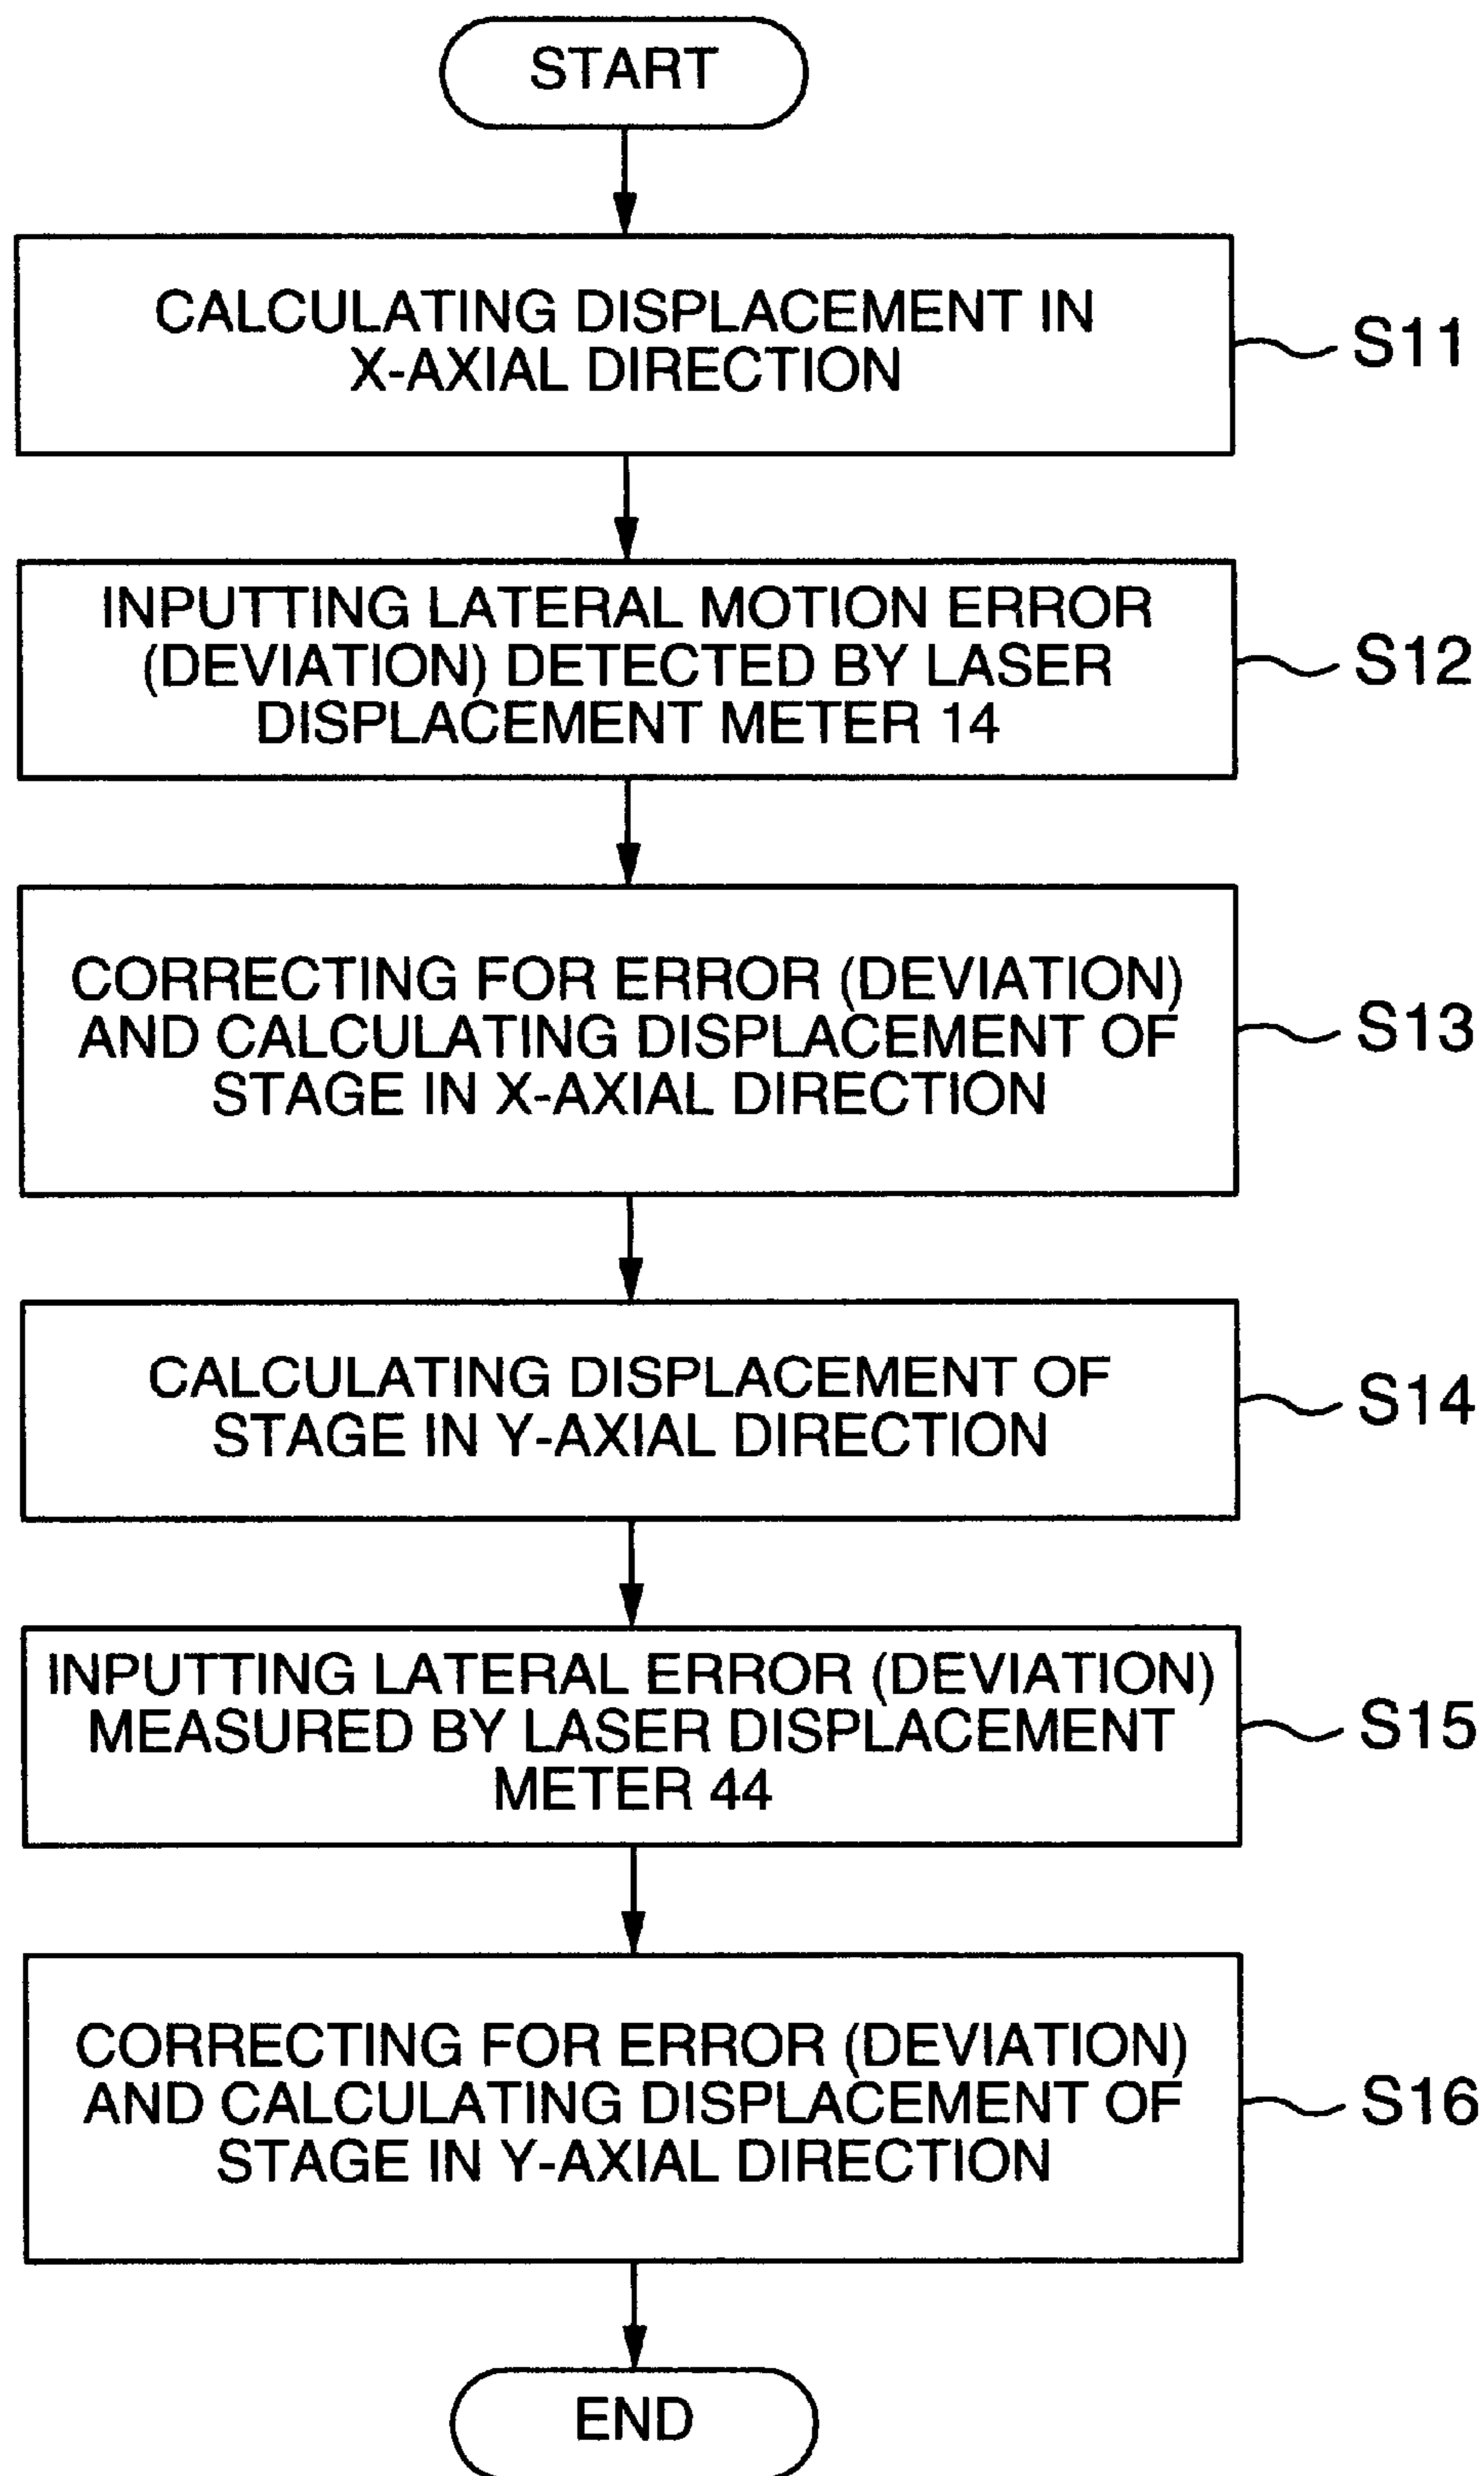 START
CALCULATING DISPLACEMENT IN
X-AXIAL DIRECTION
S11
INPUTTING LATERAL MOTION ERROR
(DEVIATION) DETECTED BY LASER
DISPLACEMENT METER 14
S12
CORRECTING FOR ERROR (DEVIATION)
AND CALCULATING DISPLACEMENT OF
STAGE IN X-AXIAL DIRECTION
S13
CALCULATING DISPLACEMENT OF
STAGE IN Y-AXIAL DIRECTION
S14
INPUTTING LATERAL ERROR (DEVIATION)
MEASURED BY LASER DISPLACEMENT
METER 44
S15
CORRECTING FOR ERROR (DEVIATION)
AND CALCULATING DISPLACEMENT OF
STAGE IN Y-AXIAL DIRECTION
S16
END